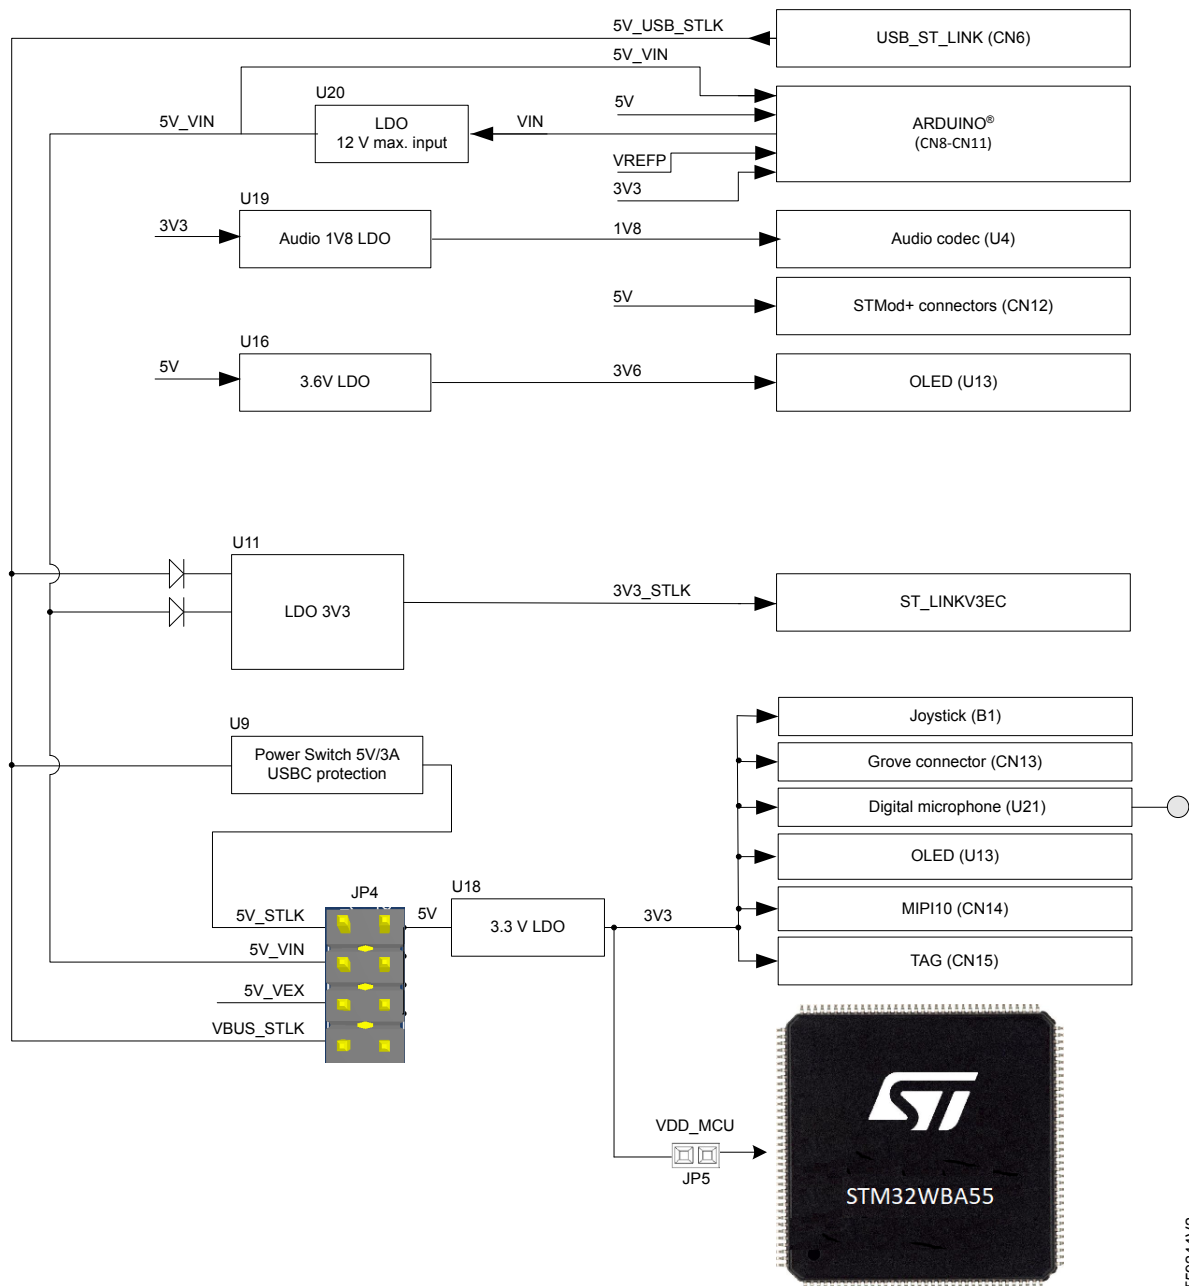 5V_USB_STLK
USB_ST_LINK (CN6)
5V_VIN
U20
LDO
12 V max. input
5V_VIN
VIN
5V
ARDUINO®
(CN8-CN11)
VREFP
3V3
U19
3V3
Audio 1V8 LDO
1V8
Audio codec (U4)
5V
STMod+ connectors (CN12)
U16
5V
3.6V LDO
3V6
OLED (U13)
U11
LDO 3V3
3V3_STLK
ST_LINKV3EC
U9
Power Switch 5V/3A
USBC protection
Joystick (B1)
Grove connector (CN13)
Digital microphone (U21)
OLED (U13)
MIPI10 (CN14)
TAG (CN15)
JP4
5V_STLK
5V_VIN
5V_VEX
VBUS_STLK
5V
U18
3.3 V LDO
3V3
VDD_MCU
JP5
ST
STM32WBA55